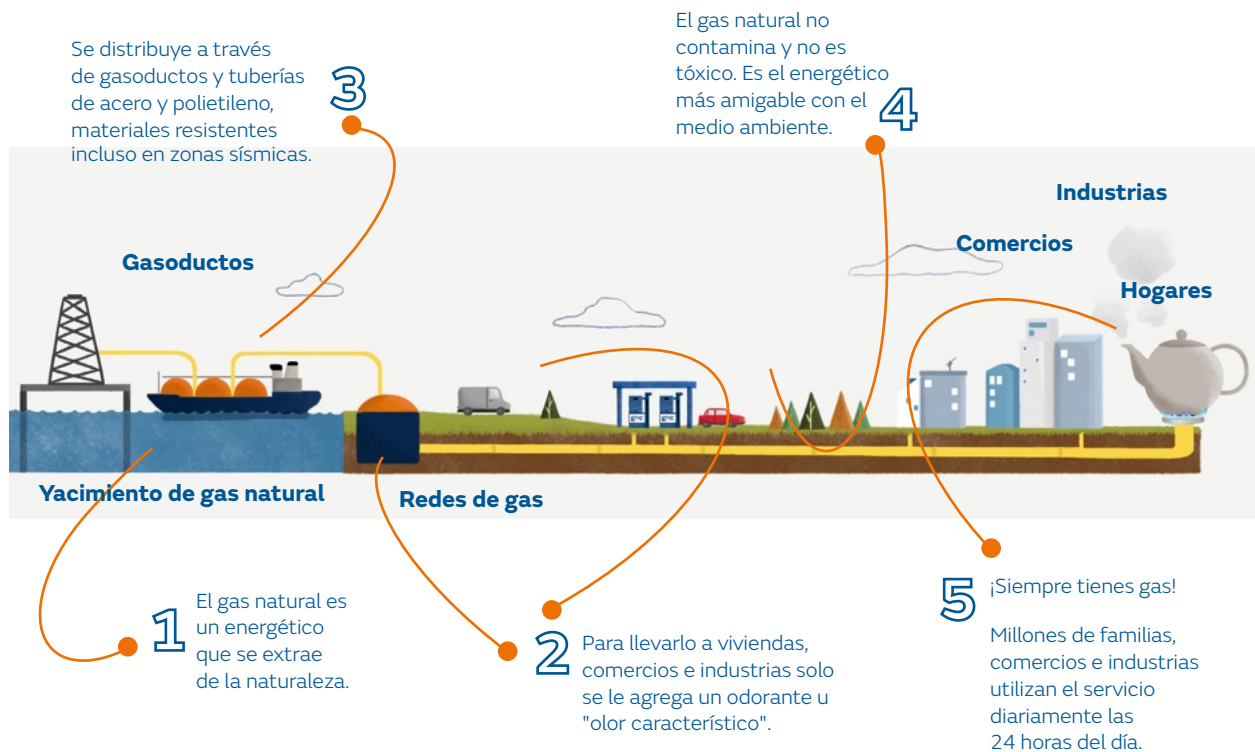 Se distribuye a través
de gasoductos y tuberías
de acero y polietileno,
materiales resistentes
incluso en zonas sísmicas.
3
El gas natural no
contamina y no es
tóxico. Es el energético
más amigable con el
medio ambiente.
4
Industrias
Comercios
Hogares
Gasoductos
Yacimiento de gas natural
Redes de gas
1
El gas natural es
un energético
que se extrae
de la naturaleza.
2
Para llevarlo a viviendas,
comercios e industrias solo
se le agrega un odorante u
"olor característico".
5
¡Siempre tienes gas!
Millones de familias,
comercios e industrias
utilizan el servicio
diariamente las
24 horas del día.